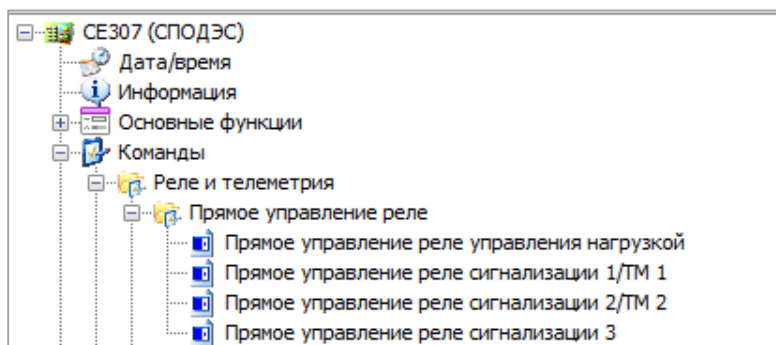 CE307 (СПОДЭС)
Дата/время
Информация
Основные функции
Команды
Реле и телеметрия
Прямое управление реле
Прямое управление реле управления нагрузкой
Прямое управление реле сигнализации 1/ТМ 1
Прямое управление реле сигнализации 2/ТМ 2
Прямое управление реле сигнализации 3